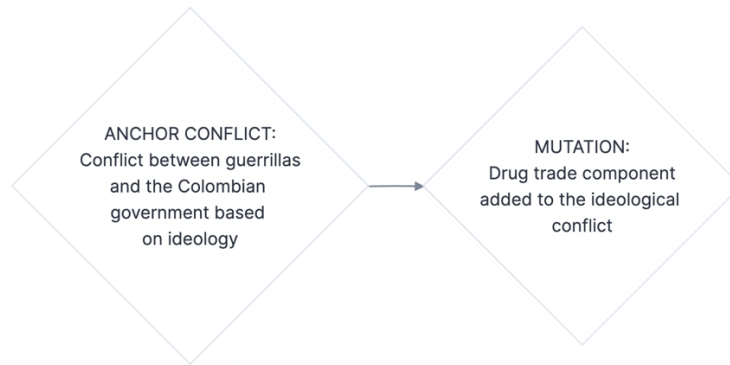 ANCHOR CONFLICT:
Conflict between guerrillas
and the Colombian
government based
on ideology
MUTATION:
Drug trade component
added to the ideological
conflict